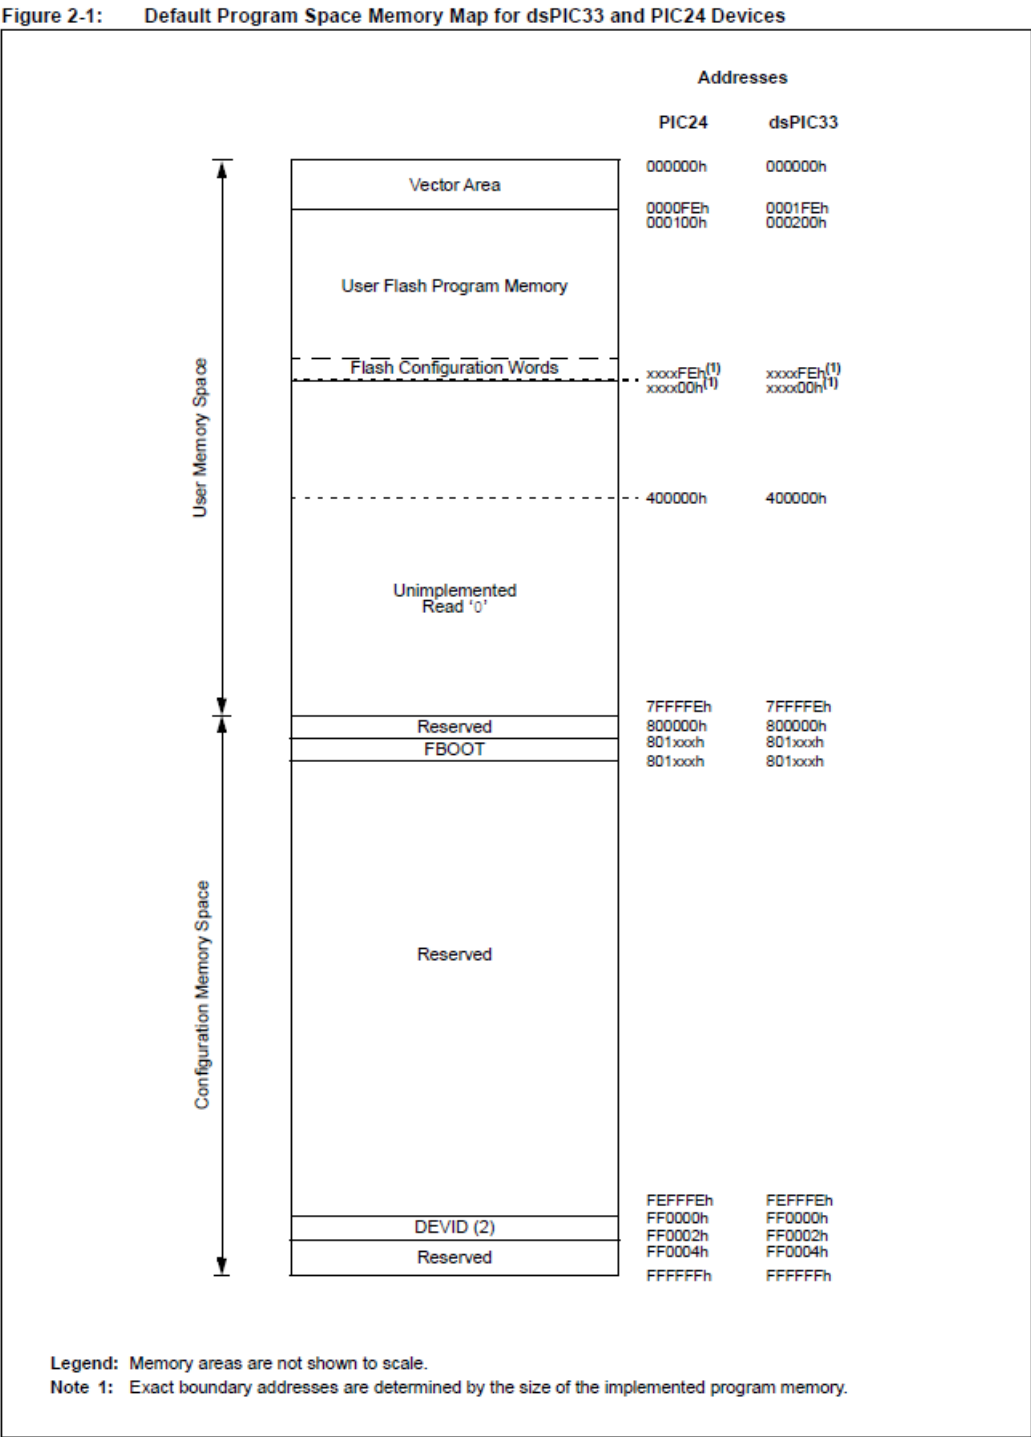 Figure 2-1: Default Program Space Memory Map for dsPIC33 and PIC24 Devices
Addresses
PIC24 dsPIC33
000000h 000000h
Vector Area
0000FEh 0001FEh
000100h 000200h
User Flash Program Memory
Flash Configuration Words
xxxxFEh(1) xxxxFEh(1)
xxxx00h(1) xxxx00h(1)
User Memory Space
400000h 400000h
Unimplemented
Read ‘0’
7FFFFEh 7FFFFEh
Reserved 800000h 800000h
801xxxh 801xxxh
FBOOT
801xxxh 801xxxh
Configuration Memory Space
Reserved
FEFFFEh FEFFFEh
FF0000h FF0000h
DEVID (2)
FF0002h FF0002h
FF0004h FF0004h
Reserved
FFFFFFh FFFFFFh
Legend: Memory areas are not shown to scale.
Note 1: Exact boundary addresses are determined by the size of the implemented program memory.